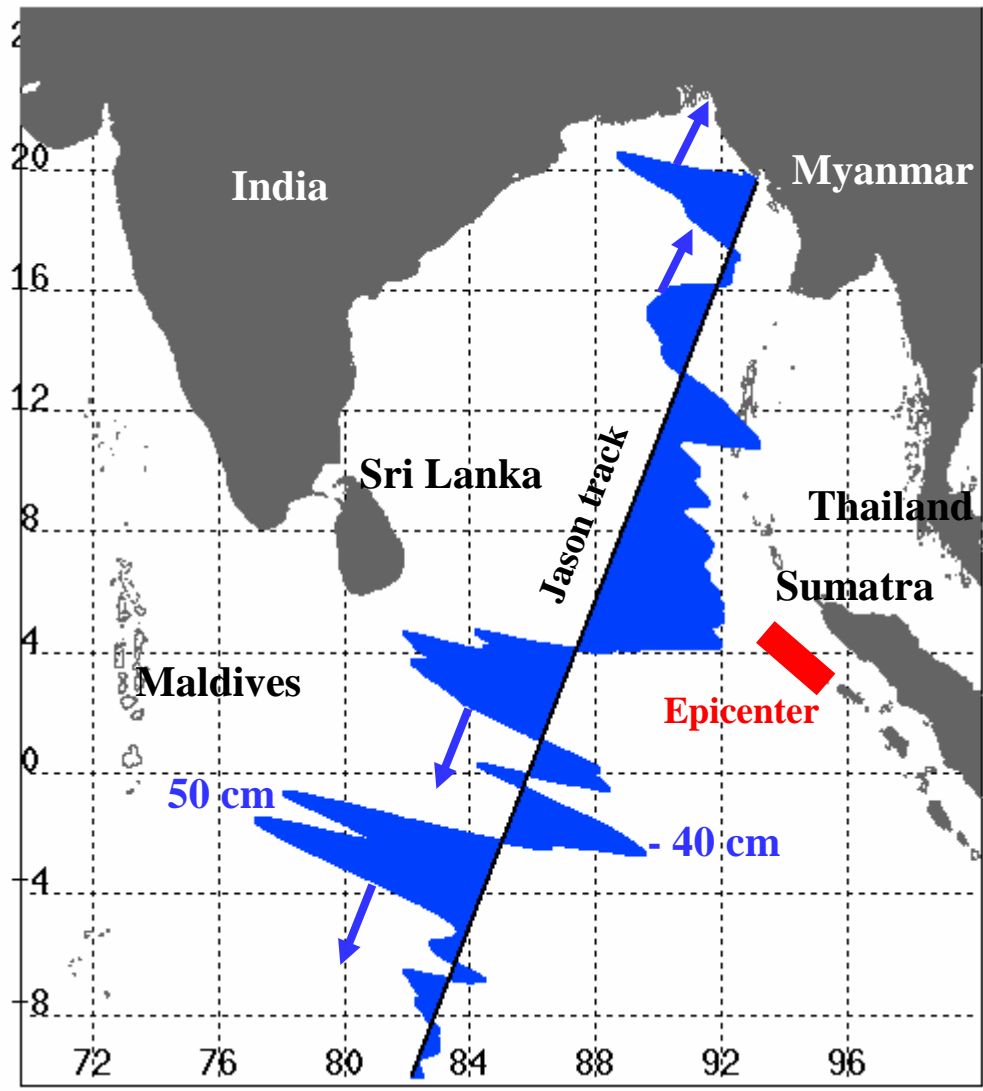 20
India
Myanmar
16
12
Sri Lanka
Jason track
8
Thailand
Sumatra
4
Maldives
Epicenter
0
50 cm
- 40 cm
-4
-8
72 76 80 84 88 92 96